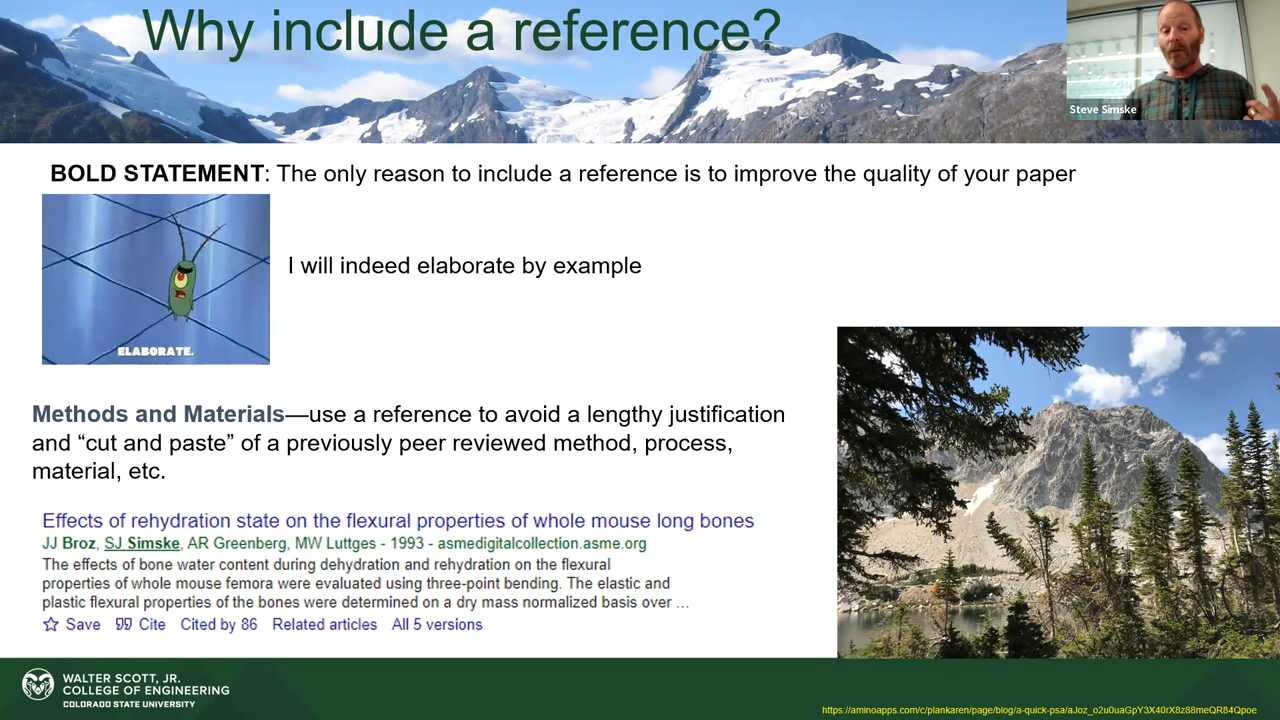 Why include a reference?
Steve Simske
BOLD STATEMENT: The only reason to include a reference is to improve the quality of your paper
I will indeed elaborate by example
ELABORATE.
Methods and Materials—use a reference to avoid a lengthy justification
and “cut and paste” of a previously peer reviewed method, process,
material, etc.
Effects of rehydration state on the flexural properties of whole mouse long bones
JJ Broz, SJ Simske, AR Greenberg, MW Luttges - 1993 - asmedigitalcollection.asme.org
The effects of bone water content during dehydration and rehydration on the flexural
properties of whole mouse femora were evaluated using three-point bending. The elastic and
plastic flexural properties of the bones were determined on a dry mass normalized basis over ...
Save Cite Cited by 86 Related articles All 5 versions
WALTER SCOTT, JR.
COLLEGE OF ENGINEERING
COLORADO STATE UNIVERSITY
https://aminoapps.com/c/plankaren/page/blog/a-quick-psa/aJoz_o2u0uaGpY3X40rX8z88meQR84Qpoe